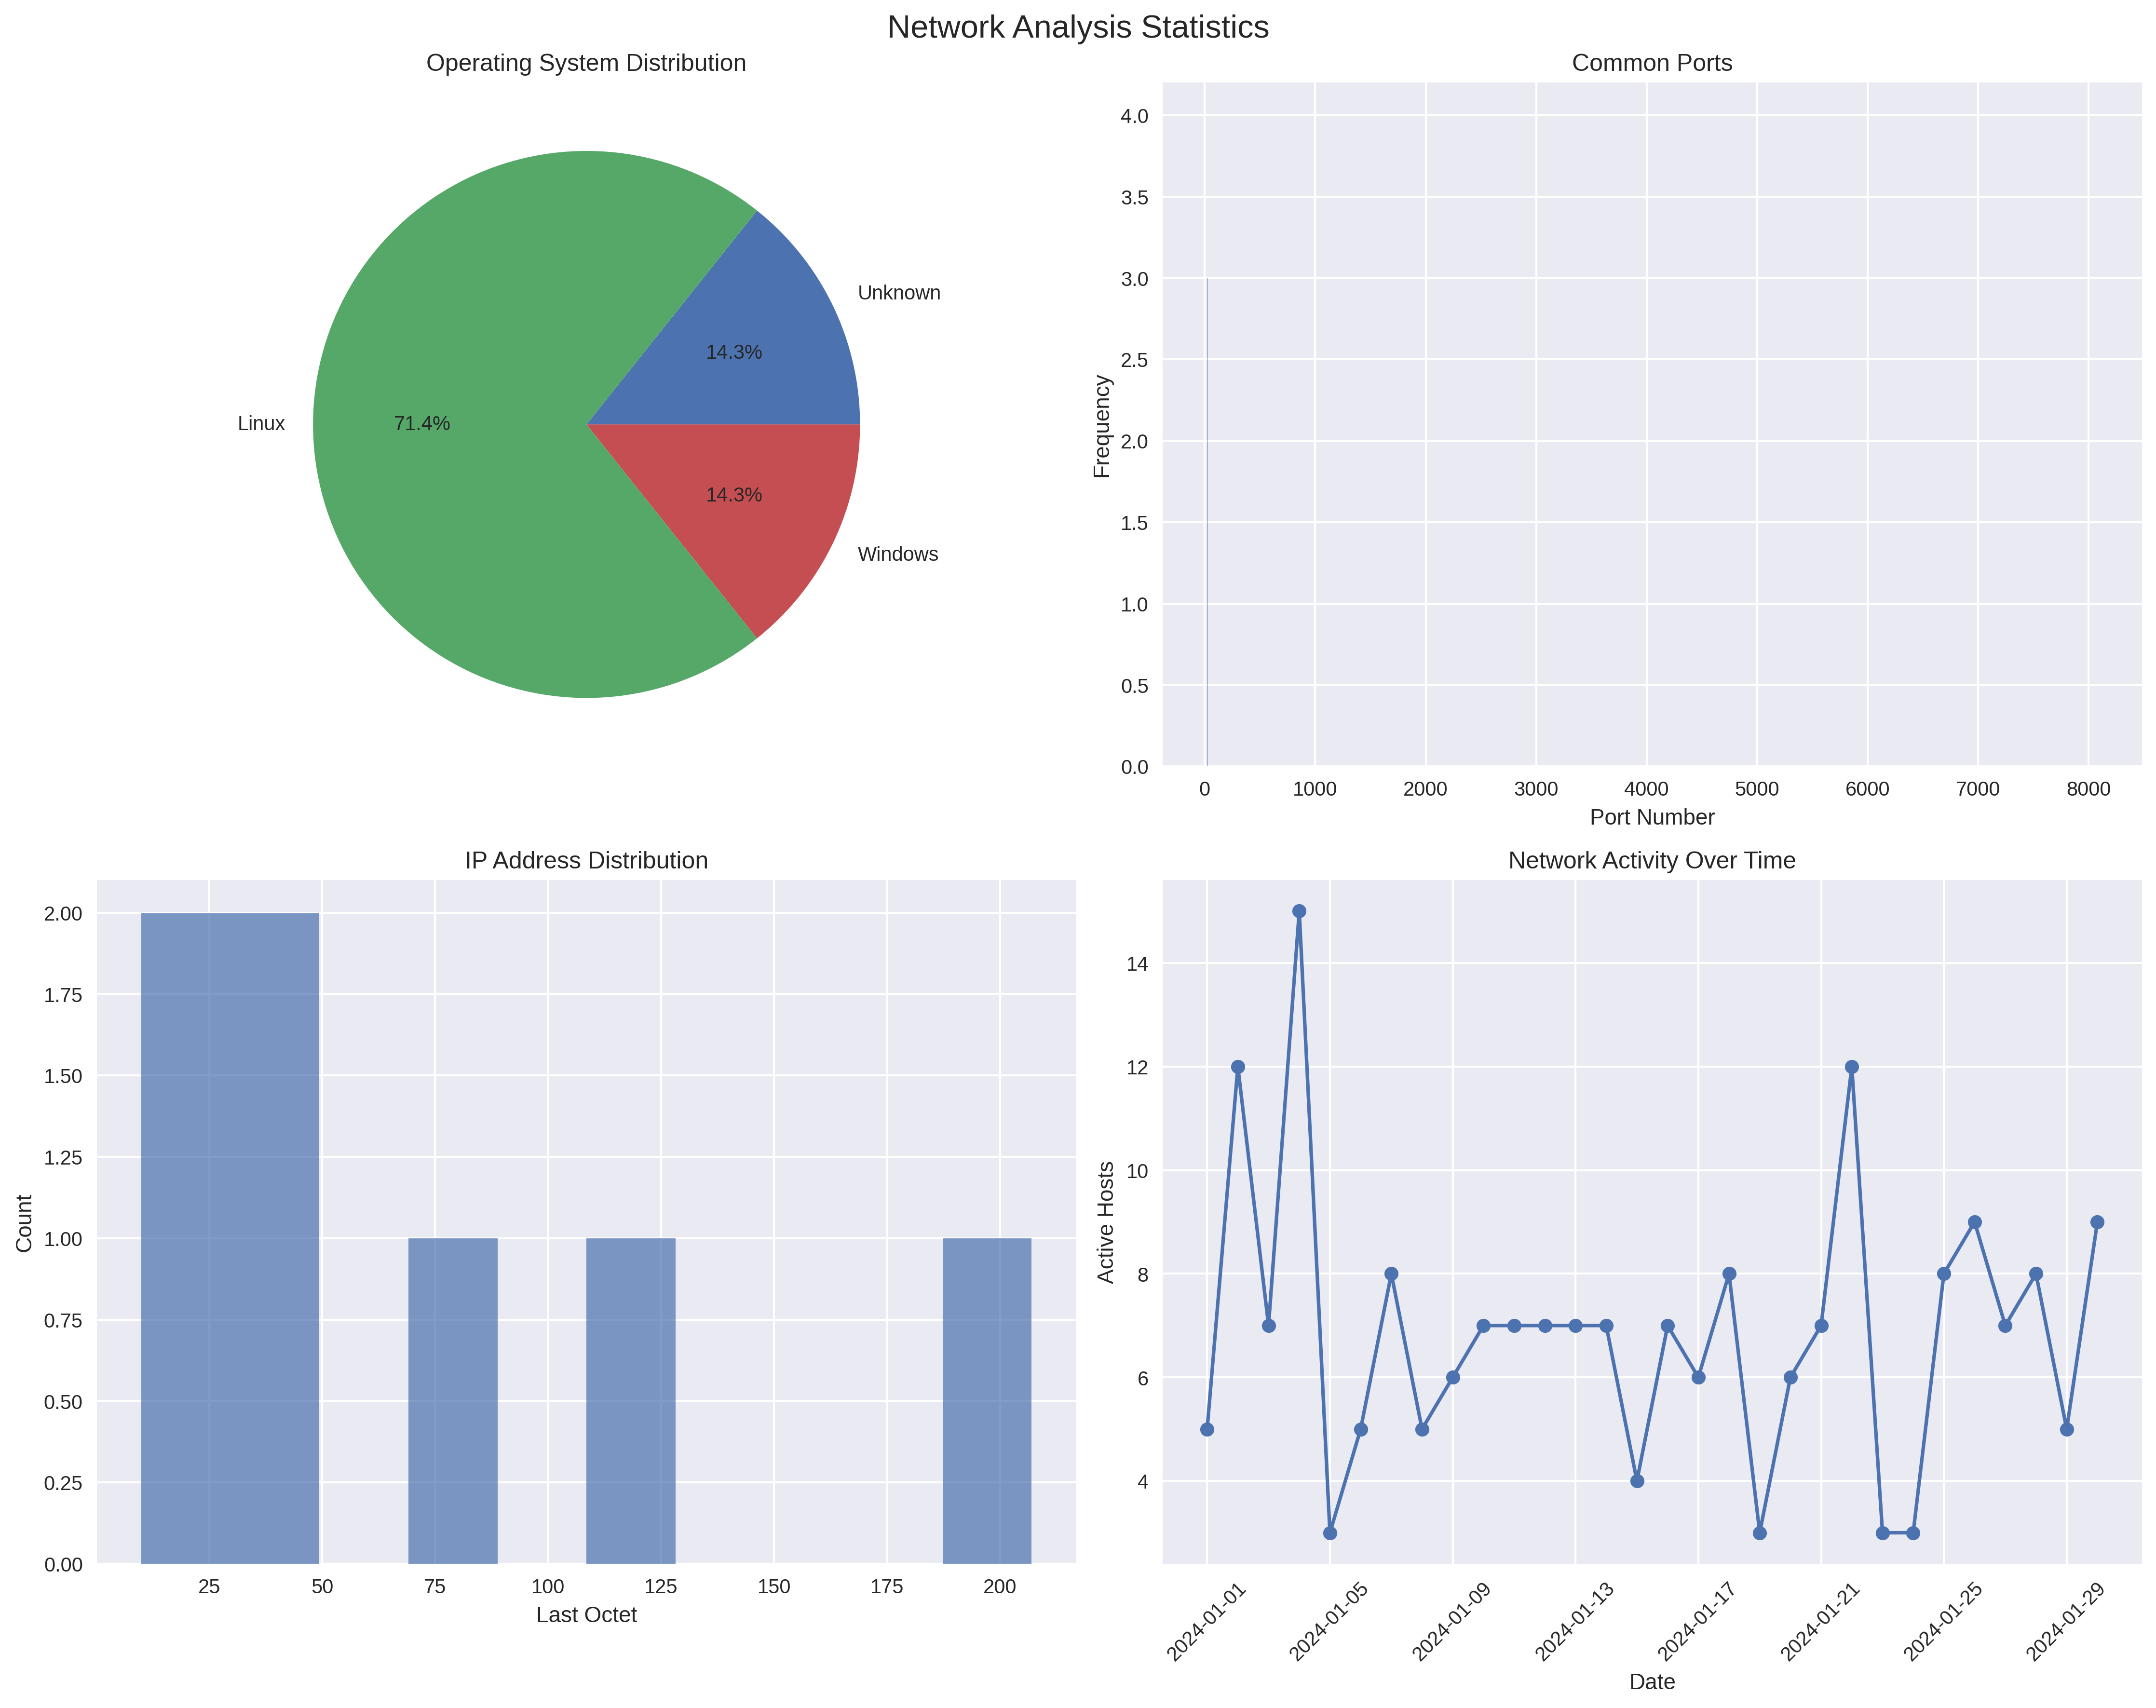 Network Analysis Statistics
Operating System Distribution
Unknown
14.3%
Linux
71.4%
14.3%
Windows
Common Ports
4.0
3.5
3.0
2.5
2.0
1.5
1.0
0.5
0.0
Frequency
0 1000 2000 3000 4000 5000 6000 7000 8000
Port Number
IP Address Distribution
2.00
1.75
1.50
1.25
1.00
0.75
0.50
0.25
0.00
Count
25 50 75 100 125 150 175 200
Last Octet
Network Activity Over Time
14
12
10
8
6
4
Active Hosts
2024-01-01 2024-01-05 2024-01-09 2024-01-13 2024-01-17 2024-01-21 2024-01-25 2024-01-29
Date